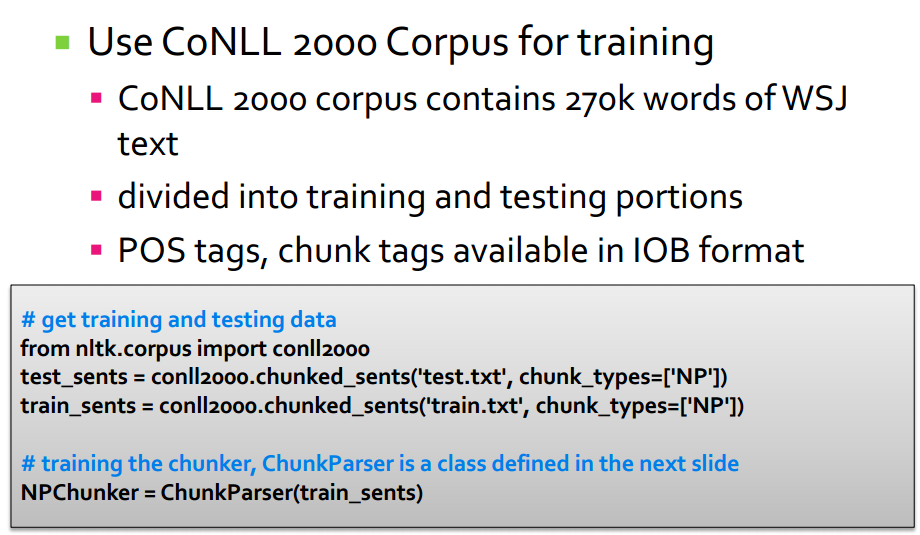 Use CoNLL 2000 Corpus for training
CoNLL 2000 corpus contains 270k words of WSJ
text
divided into training and testing portions
POS tags, chunk tags available in IOB format
# get training and testing data
from nltk.corpus import conll2000
test_sents = conll2000.chunked_sents('test.txt', chunk_types=['NP'])
train_sents = conll2000.chunked_sents('train.txt', chunk_types=['NP'])
# training the chunker, ChunkParser is a class defined in the next slide
NPChunker = ChunkParser(train_sents)